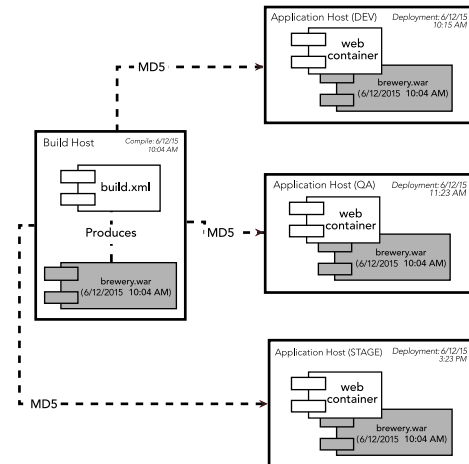 Application Host (DEV)
Deployment: 6/12/15
10:15 AM
web
container
brewery.war
(6/12/2015 10:04 AM)
MD5
Build Host
Compile: 6/12/15
10:04 AM
build.xml
Produces
brewery.war
(6/12/2015 10:04 AM)
MD5
Application Host (QA)
Deployment: 6/12/15
11:23 AM
web
container
brewery.war
(6/12/2015 10:04 AM)
MD5
Application Host (STAGE)
Deployment: 6/12/15
3:23 PM
web
container
brewery.war
(6/12/2015 10:04 AM)